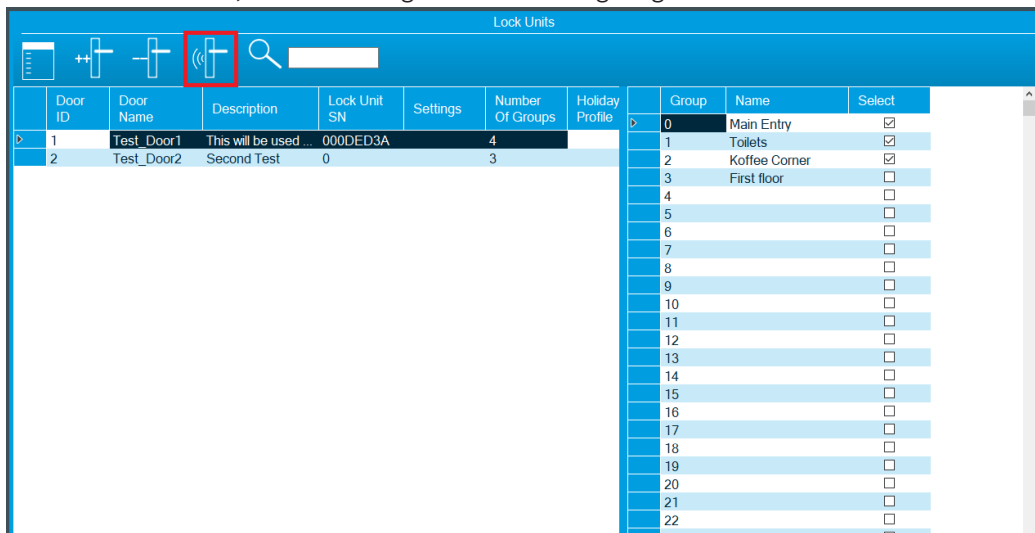 Lock Units
++ --
Door ID Door Name Description Lock Unit SN Settings Number Of Groups Holiday Profile
1 Test_Door1 This will be used ... 000DED3A 4
2 Test_Door2 Second Test 0 3
Group Name Select
0 Main Entry
1 Toilets
2 Koffee Corner
3 First floor
4
5
6
7
8
9
10
11
12
13
14
15
16
17
18
19
20
21
22